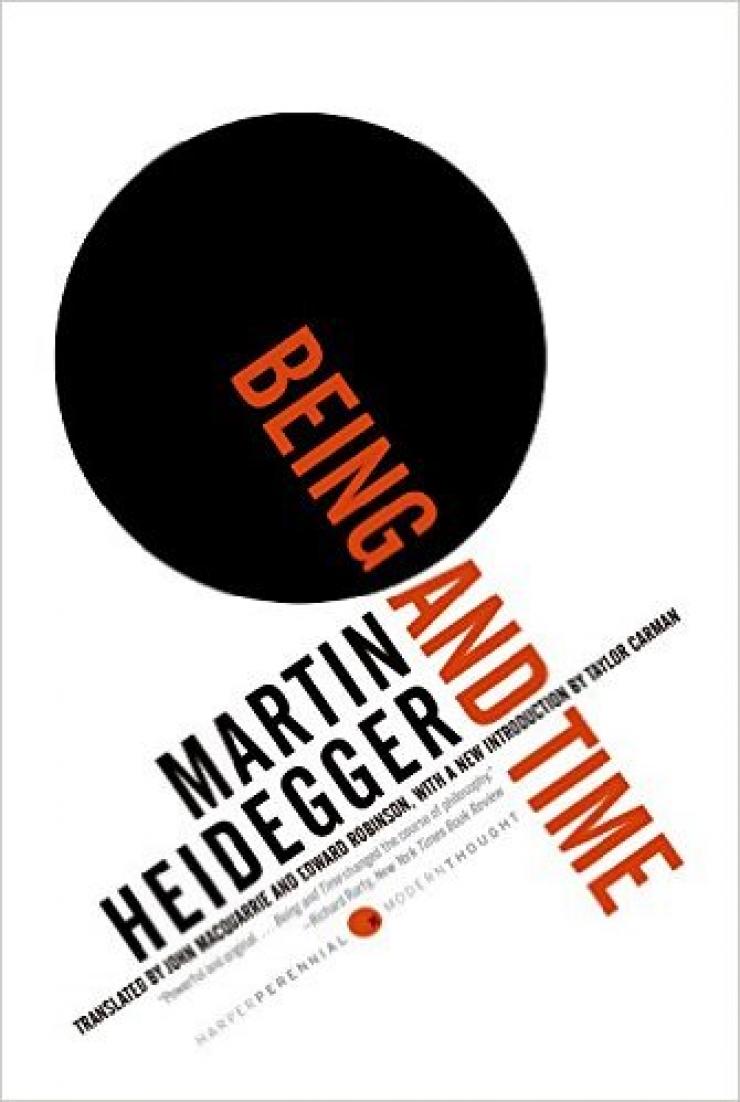 BEING
AND TIME
MARTIN
HEIDEGGER
TRANSLATED BY JOHN MACQUARRIE AND EDWARD ROBINSON, WITH A NEW INTRODUCTION BY TAYLOR CARMAN
"Powerful and original . . . Being and Time changed the course of philosophy."
—Richard Rorty, New York Times Book Review
HARPERPERENNIAL MODERNTHOUGHT